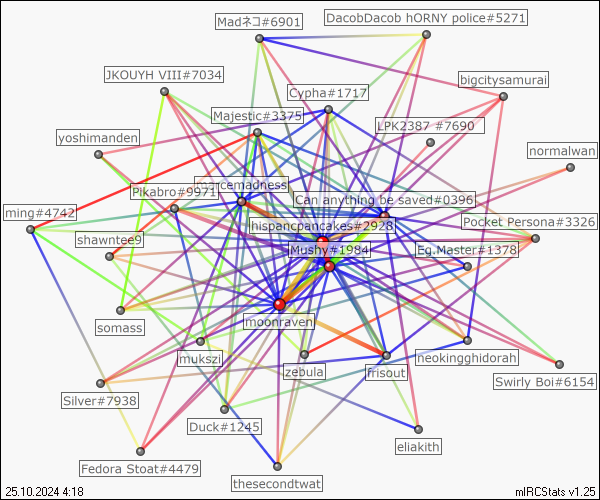 Madネコ#6901
DacobDacob hORNY police#5271
JKOUYH VIII#7034
bigcitysamurai
Cypha#1717
Majestic#3375
LPK2387 #7690
yoshimanden
normalwan
Pikabro#9971
cemadness
Can anything be saved#0396
ming#4742
hispancpancakes#2928
Pocket Persona#3326
shawntee9
Mushy#1984
Eg.Master#1378
somass
moonraven
mukszi
zebula
frisout
neokingghidorah
Silver#7938
Swirly Boi#6154
Duck#1245
eliakith
Fedora Stoat#4479
thesecondtwat
25.10.2024 4:18
mIRCStats v1.25